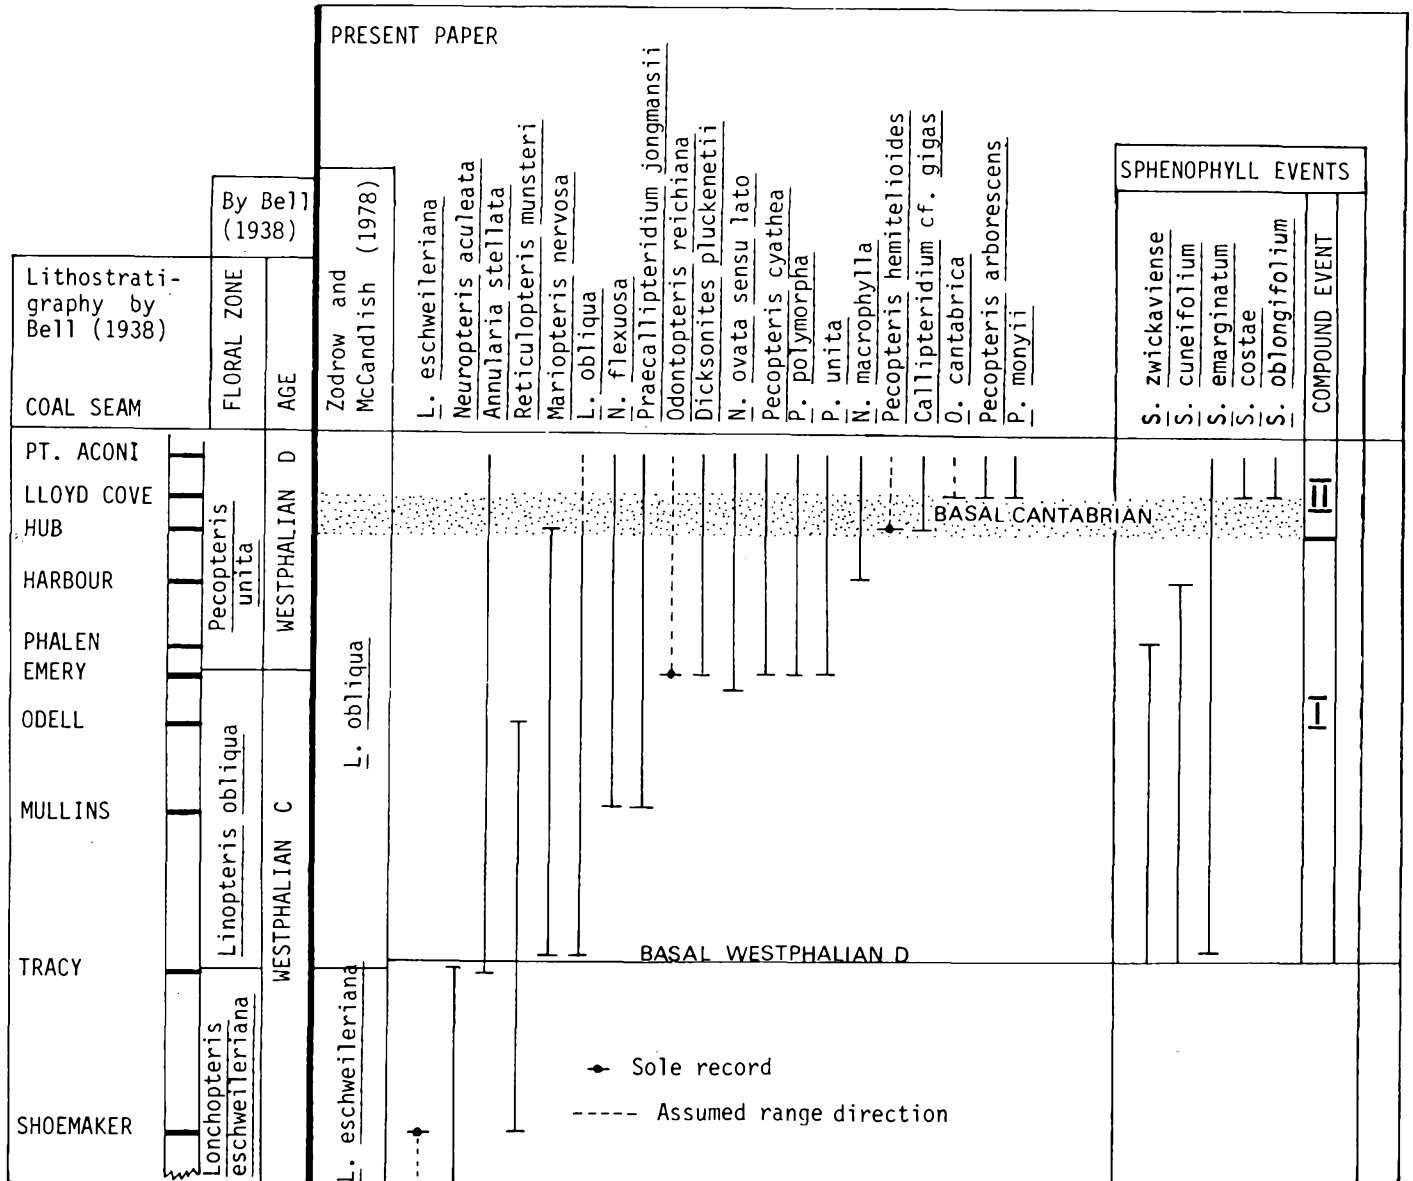 PRESENT PAPER
SPHENOPHYLL EVENTS
By Bell
(1938)
Lithostrati-
graphy by
Bell (1938)
COAL SEAM
FLORAL ZONE
AGE
Zodrow and
McCandlish (1978)
L. eschweileriana
Neuropteris aculeata
Annularia stellata
Reticulopteris munsteri
Mariopteris nervosa
L. obliqua
N. flexuosa
Praecallipteridium jongmansii
Odontopteris reichiana
Dicksonites pluckenetii
N. ovata sensu lato
Pecopteris cyathea
P. polymorpha
P. unita
N. macrophylla
Pecopteris hemitelioides
Callipteridium cf. gigas
O. cantabrica
Pecopteris arborescens
P. monyii
S. zwickaviense
S. cuneifolium
S. emarginatum
S. costae
S. oblongifolium
COMPOUND EVENT
PT. ACONI
LLOYD COVE
HUB
HARBOUR
PHALEN
EMERY
ODELL
MULLINS
TRACY
SHOEMAKER
Pecopteris
unita
Linopteris obliqua
Lonchopteris
eschweileriana
WESTPHALIAN D
WESTPHALIAN C
L. obliqua
L. eschweileriana
BASAL CANTABRIAN
II
I
BASAL WESTPHALIAN D
Sole record
Assumed range direction